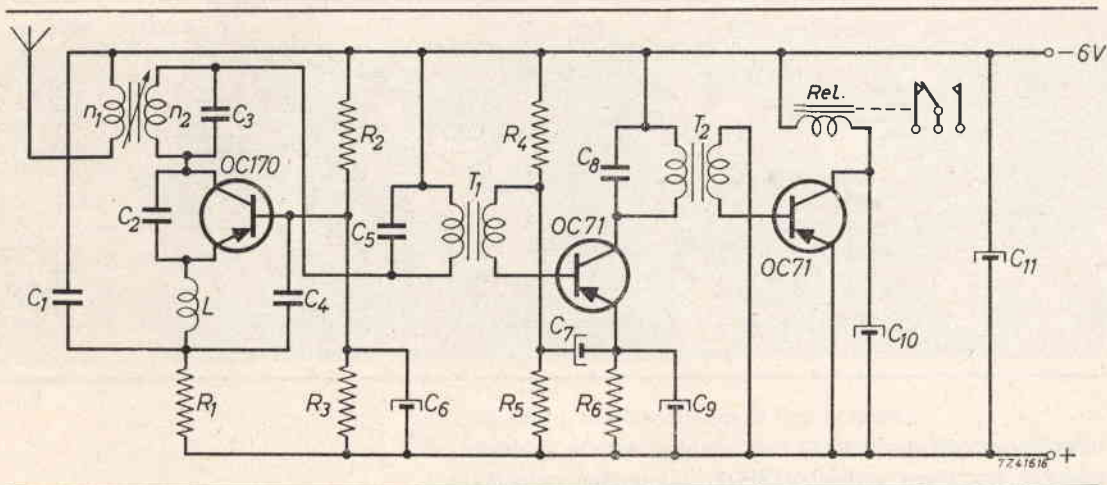 −6V
Rel.
n1
n2
C3
R2
R4
OC170
C8
T2
C2
T1
C5
OC71
OC71
C11
C1
L
C4
C7
C10
R1
R3
C6
R5
R6
C9
7Z41616
+